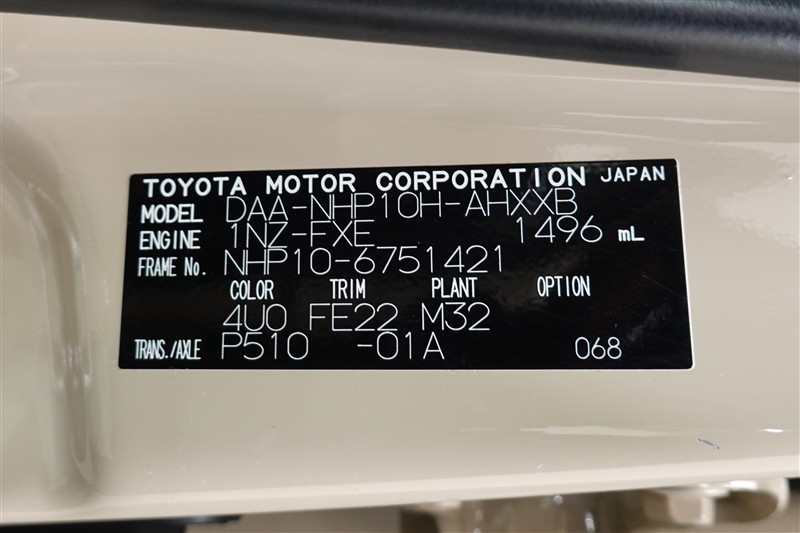 TOYOTA MOTOR CORPORATION JAPAN
MODEL DAA-NHP10H-AHXXB
ENGINE 1NZ-FXE 1496 mL
FRAME No. NHP10-6751421
COLOR TRIM PLANT OPTION
4U0 FE22 M32
TRANS./AXLE P510 -01A 068